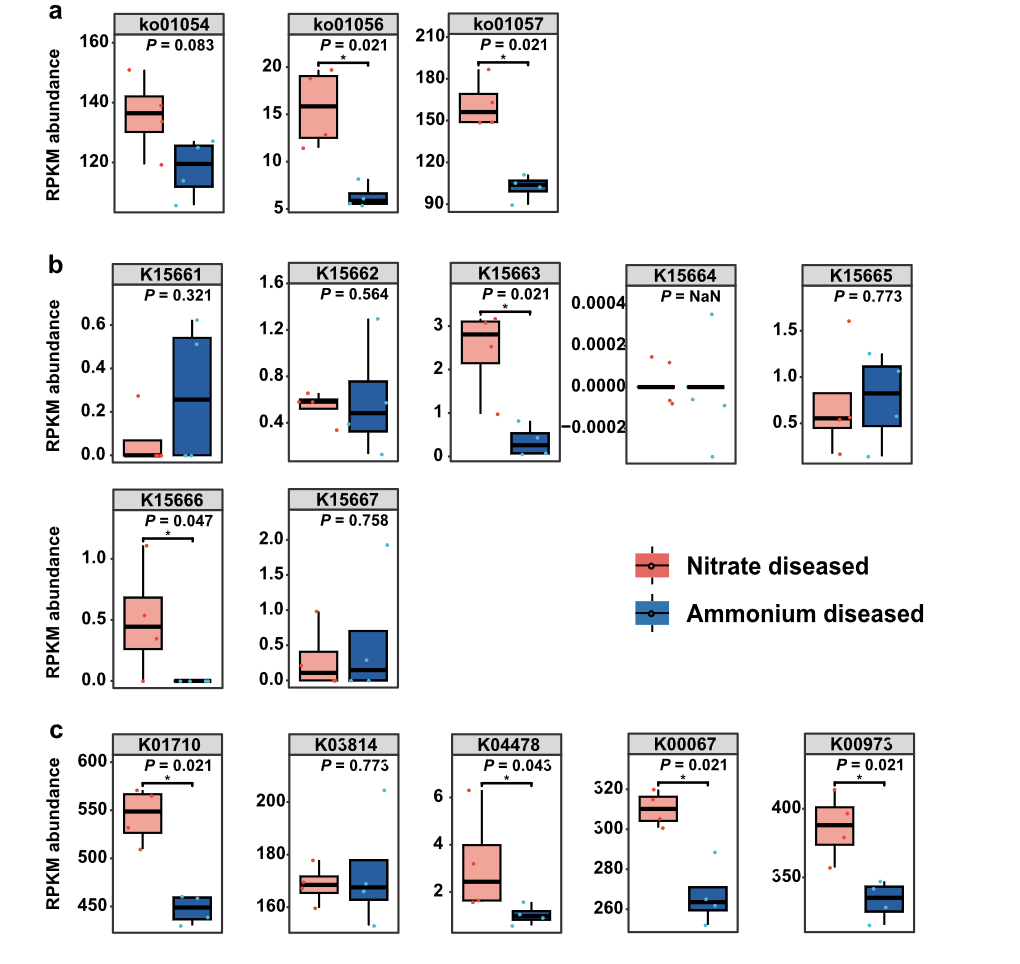 a
ko01054
ko01056
ko01057
RPKM abundance
160
140
120
P = 0.083
20
15
10
5
P = 0.021
*
210
180
150
120
90
P = 0.021
*
b
K15661
K15662
K15663
K15664
K15665
RPKM abundance
0.6
0.4
0.2
0.0
P = 0.321
1.6
1.2
0.8
0.4
P = 0.564
3
2
1
0
P = 0.021
*
0.0004
0.0002
0.0000
−0.0002
P = NaN
1.5
1.0
0.5
P = 0.773
K15666
K15667
RPKM abundance
1.0
0.5
0.0
P = 0.047
*
2.0
1.5
1.0
0.5
0.0
P = 0.758
Nitrate diseased
Ammonium diseased
c
K01710
K03814
K04478
K00067
K00973
RPKM abundance
600
550
500
450
P = 0.021
*
200
180
160
P = 0.773
6
4
2
P = 0.043
*
320
300
280
260
P = 0.021
*
400
350
P = 0.021
*